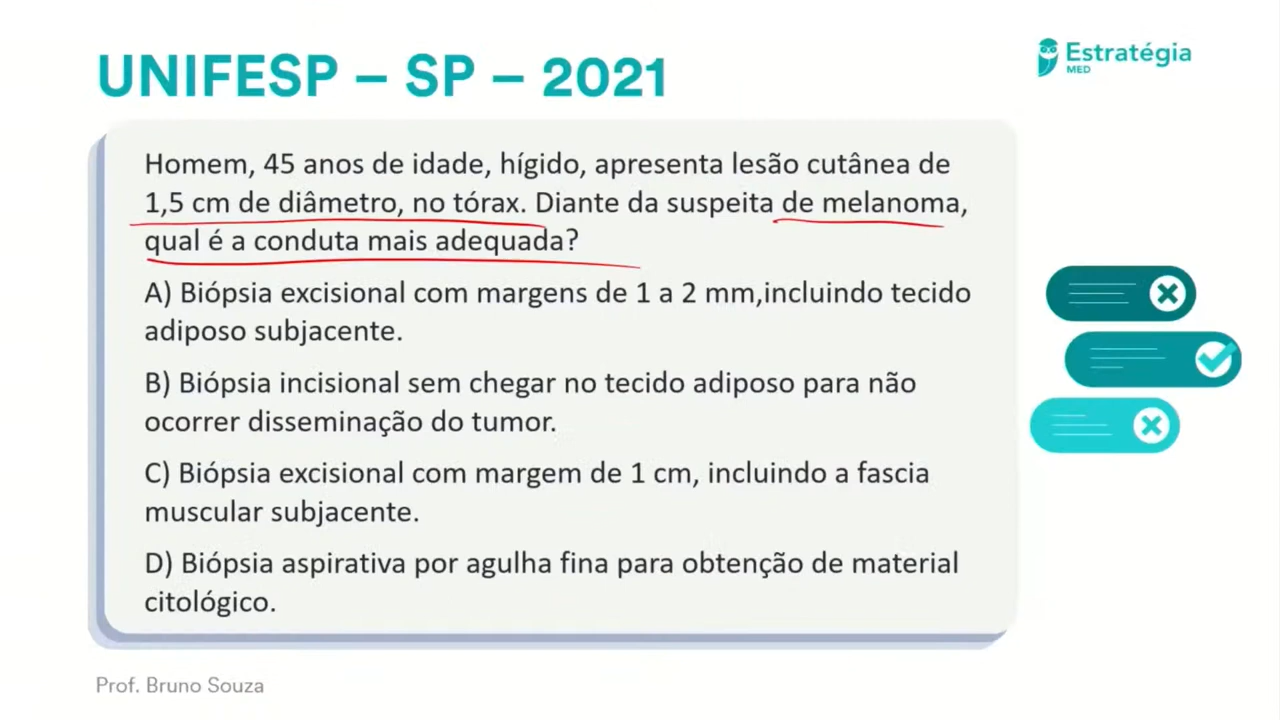 UNIFESP – SP – 2021
Estratégia
MED
Homem, 45 anos de idade, hígido, apresenta lesão cutânea de
1,5 cm de diâmetro, no tórax. Diante da suspeita de melanoma,
qual é a conduta mais adequada?
A) Biópsia excisional com margens de 1 a 2 mm,incluindo tecido
adiposo subjacente.
B) Biópsia incisional sem chegar no tecido adiposo para não
ocorrer disseminação do tumor.
C) Biópsia excisional com margem de 1 cm, incluindo a fascia
muscular subjacente.
D) Biópsia aspirativa por agulha fina para obtenção de material
citológico.
Prof. Bruno Souza